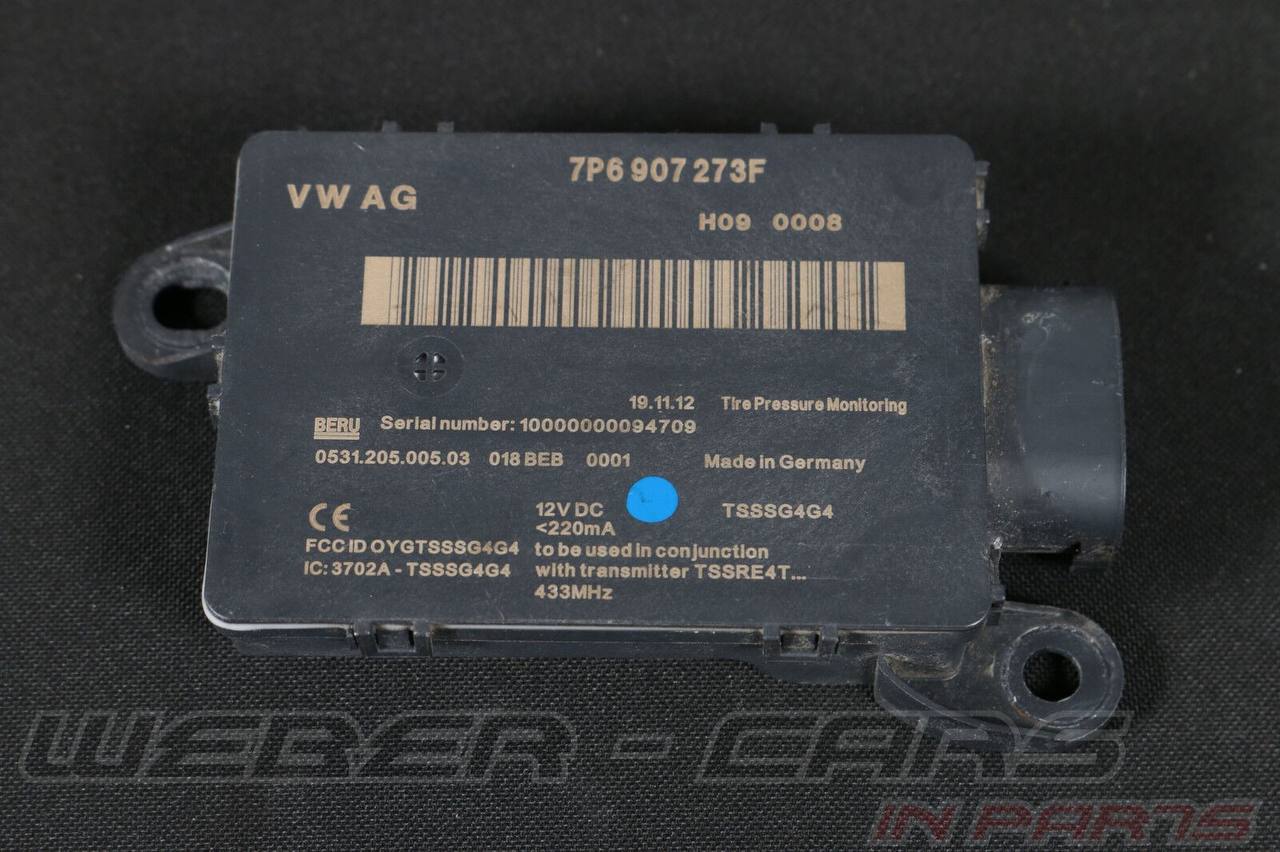 7P6 907 273F
VW AG
H09 0008
19.11.12 Tire Pressure Monitoring
BERU Serial number: 10000000094709
0531.205.005.03 018 BEB 0001 Made in Germany
CE 12V DC TSSSG4G4
<220mA
FCC ID OYGTSSSG4G4 to be used in conjunction
IC: 3702A - TSSSG4G4 with transmitter TSSRE4T...
433MHz
WEBER-CARS
IN PARTS